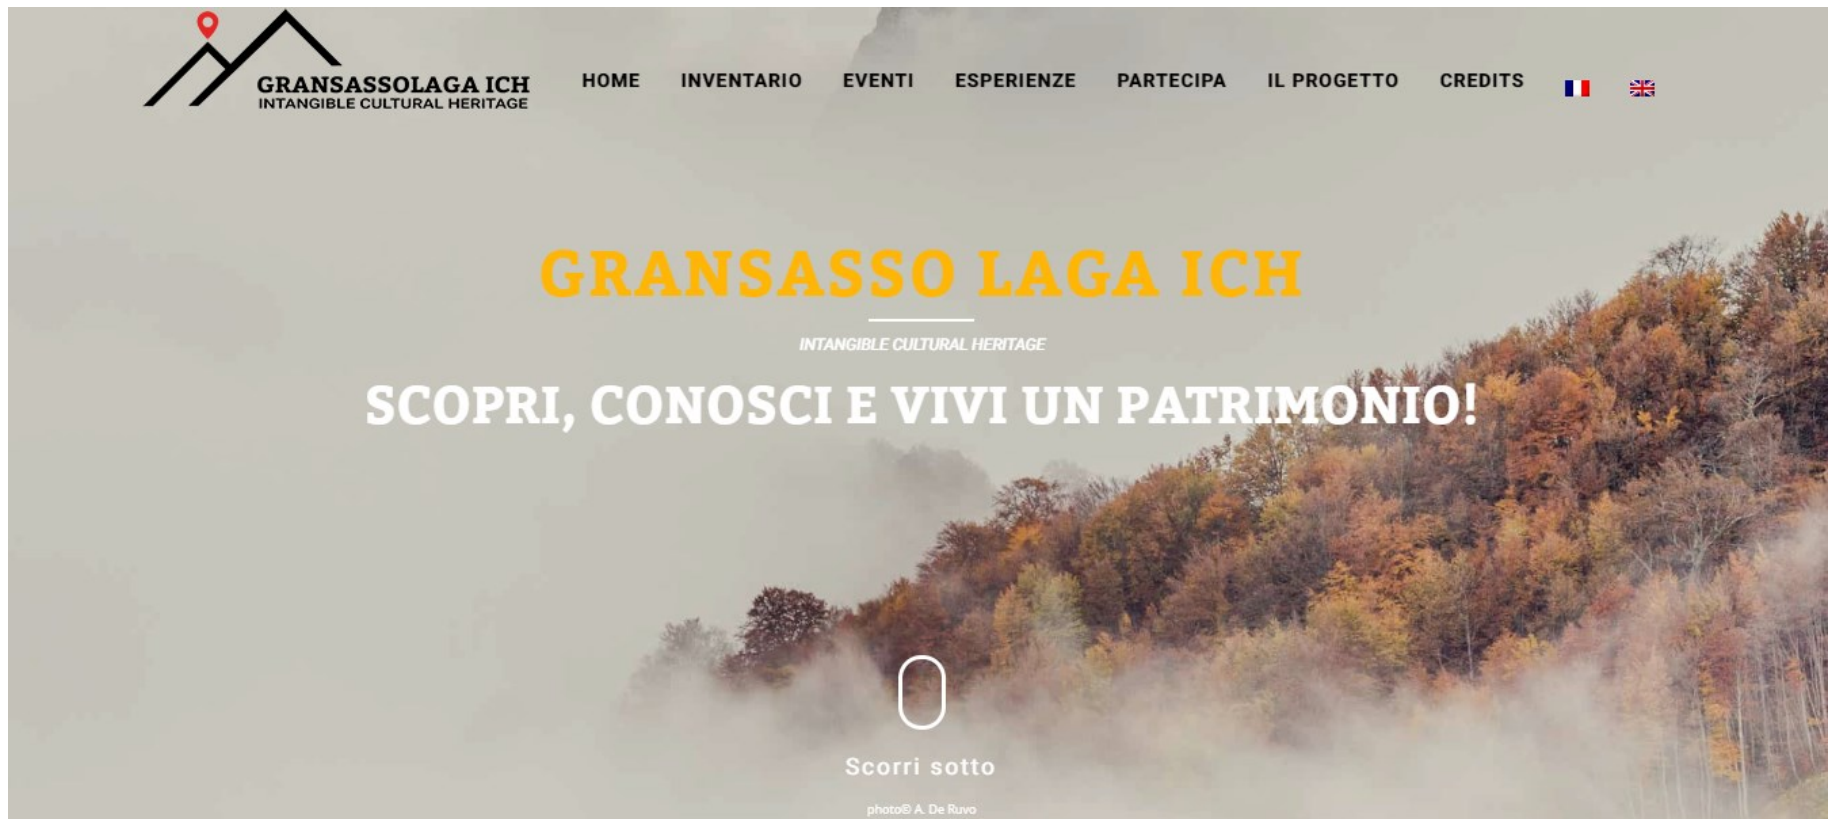 GRANSASSOLAGA ICH
INTANGIBLE CULTURAL HERITAGE
HOME INVENTARIO EVENTI ESPERIENZE PARTECIPA IL PROGETTO CREDITS
GRANSASSO LAGA ICH
INTANGIBLE CULTURAL HERITAGE
SCOPRI, CONOSCI E VIVI UN PATRIMONIO!
Scorri sotto
photo© A. De Ruvo